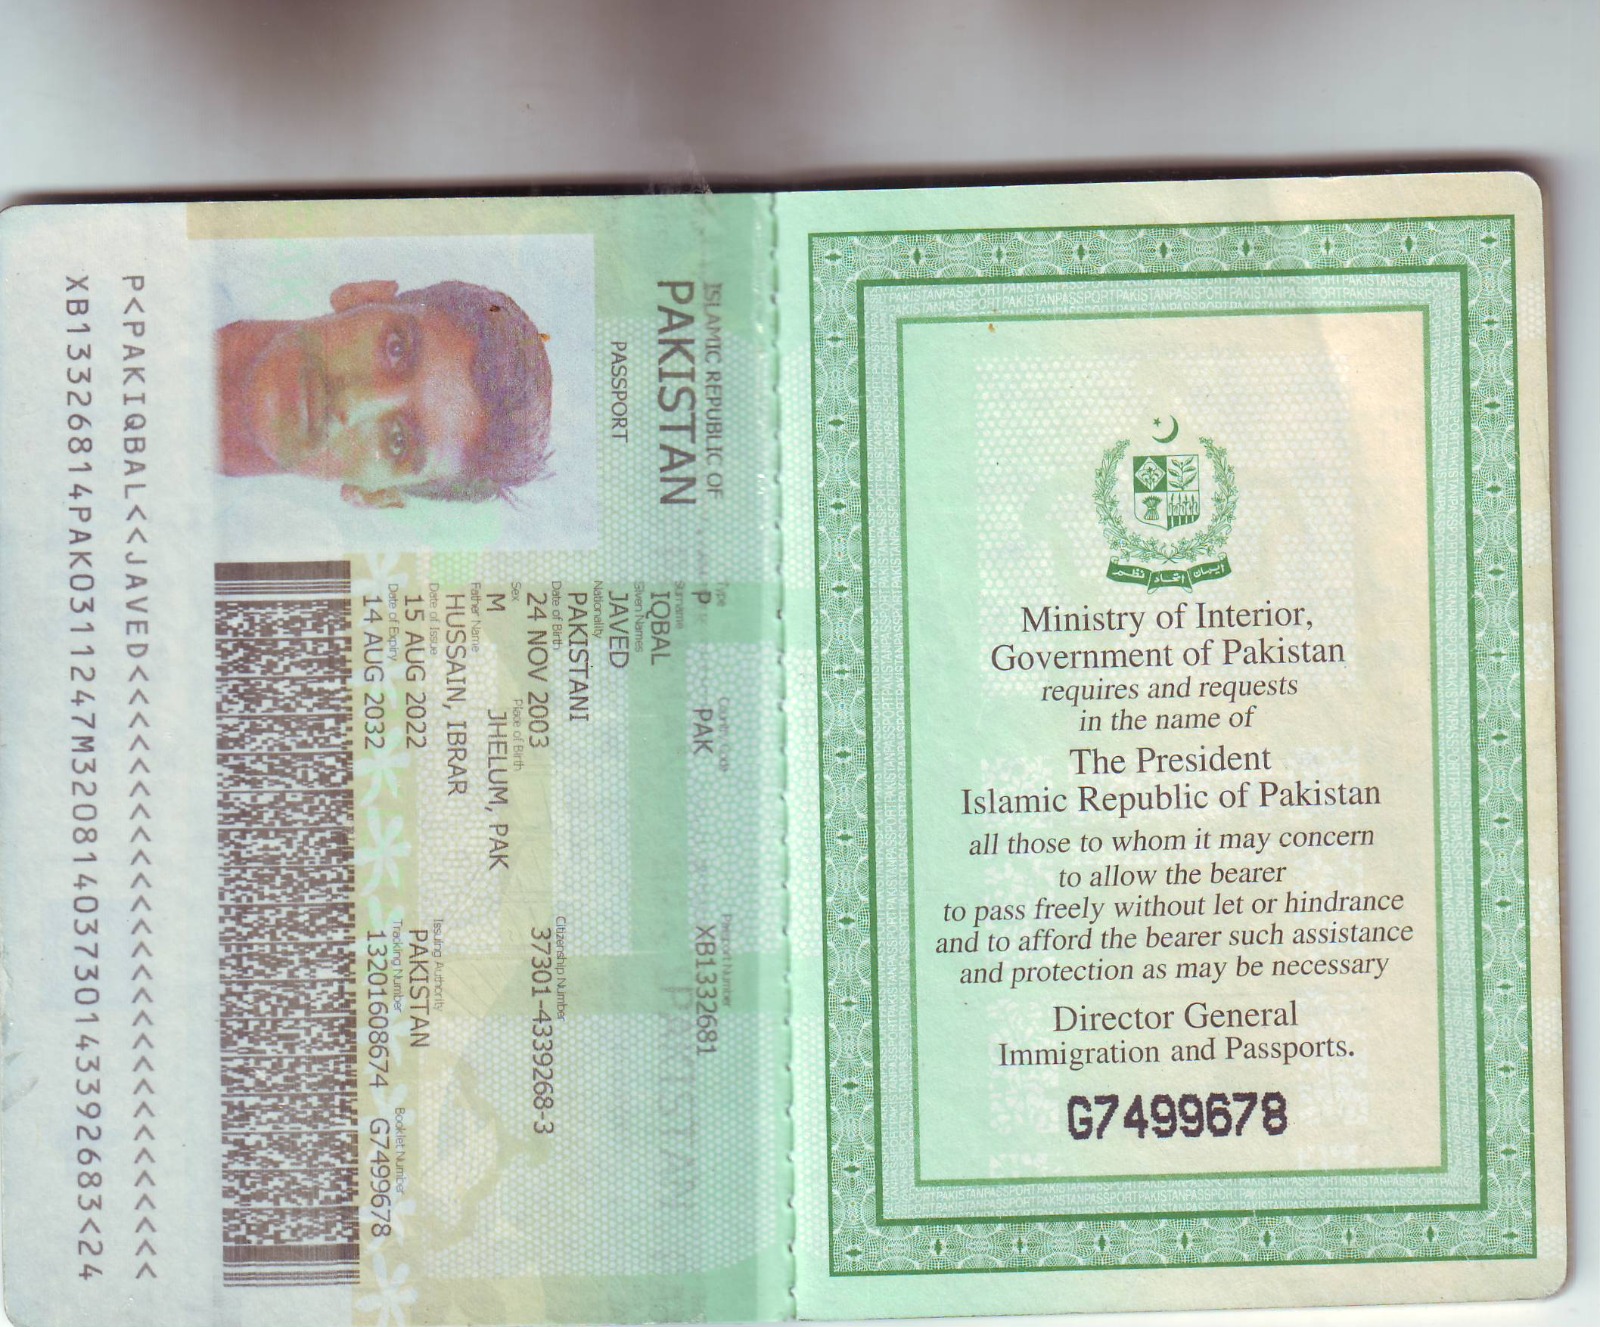 ISLAMIC REPUBLIC OF
PAKISTAN
PASSPORT
Type
P
Country Code
PAK
Passport Number
XB1332681
Surname
IQBAL
Given Names
JAVED
Nationality
PAKISTANI
Date of Birth
24 NOV 2003
Citizenship Number
37301-4339268-3
Sex
M
Place of Birth
JHELUM, PAK
Father Name
HUSSAIN, IBRAR
Date of Issue
15 AUG 2022
Issuing Authority
PAKISTAN
Date of Expiry
14 AUG 2032
Tracking Number
13201608674
Booklet Number
G7499678
P<PAKIQBAL<<JAVED<<<<<<<<<<<<<<<<<<<<<<<<<<<
XB13326814PAK0311247M32081403730143392683<24
ایمان اتحاد نظم
Ministry of Interior,
Government of Pakistan
requires and requests
in the name of
The President
Islamic Republic of Pakistan
all those to whom it may concern
to allow the bearer
to pass freely without let or hindrance
and to afford the bearer such assistance
and protection as may be necessary
Director General
Immigration and Passports.
G7499678